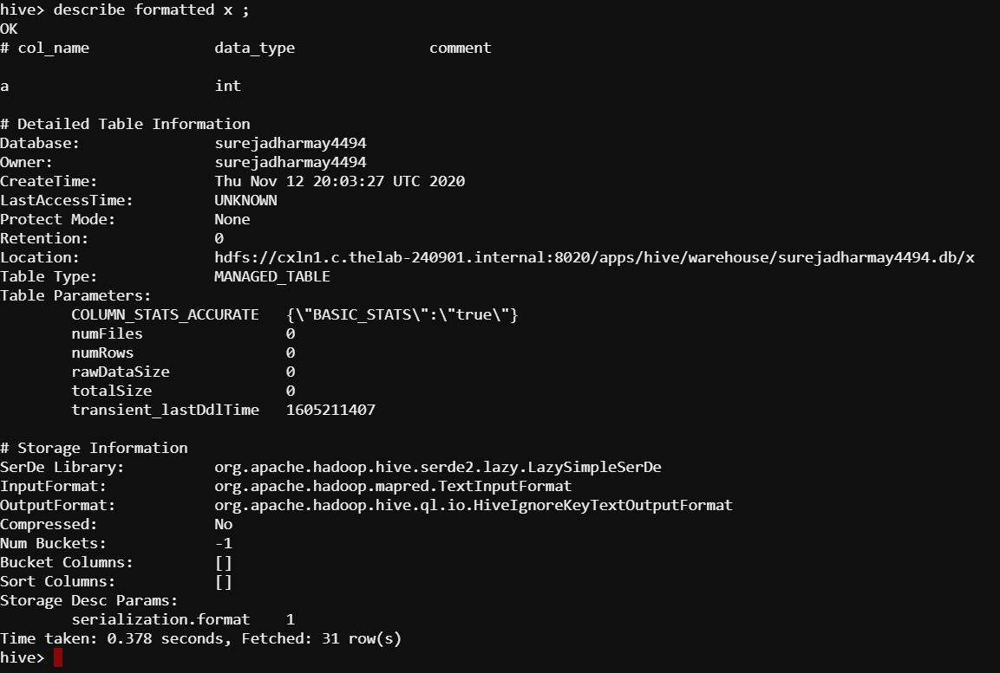 hive> describe formatted x ;
OK
# col_name              data_type               comment
a                       int
# Detailed Table Information
Database:               surejadharmay4494
Owner:                  surejadharmay4494
CreateTime:             Thu Nov 12 20:03:27 UTC 2020
LastAccessTime:         UNKNOWN
Protect Mode:           None
Retention:              0
Location:               hdfs://cxln1.c.thelab-240901.internal:8020/apps/hive/warehouse/surejadharmay4494.db/x
Table Type:             MANAGED_TABLE
Table Parameters:
        COLUMN_STATS_ACCURATE   {\"BASIC_STATS\":\"true\"}
        numFiles                0
        numRows                 0
        rawDataSize             0
        totalSize               0
        transient_lastDdlTime   1605211407
# Storage Information
SerDe Library:          org.apache.hadoop.hive.serde2.lazy.LazySimpleSerDe
InputFormat:            org.apache.hadoop.mapred.TextInputFormat
OutputFormat:           org.apache.hadoop.hive.ql.io.HiveIgnoreKeyTextOutputFormat
Compressed:             No
Num Buckets:            -1
Bucket Columns:         []
Sort Columns:           []
Storage Desc Params:
        serialization.format    1
Time taken: 0.378 seconds, Fetched: 31 row(s)
hive>